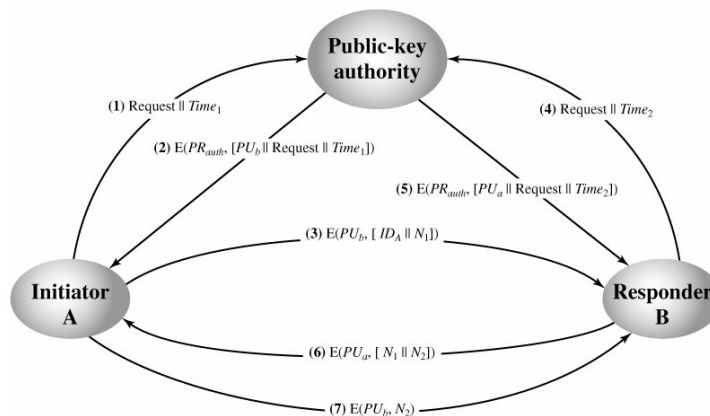 Public-key
authority
(1) Request || Time₁
(4) Request || Time₂
(2) E(PRauth, [PUb || Request || Time₁])
(5) E(PRauth, [PUa || Request || Time₂])
(3) E(PUb, [ IDA || N₁])
Initiator
A
Responder
B
(6) E(PUa, [ N₁ || N₂])
(7) E(PUb, N₂)